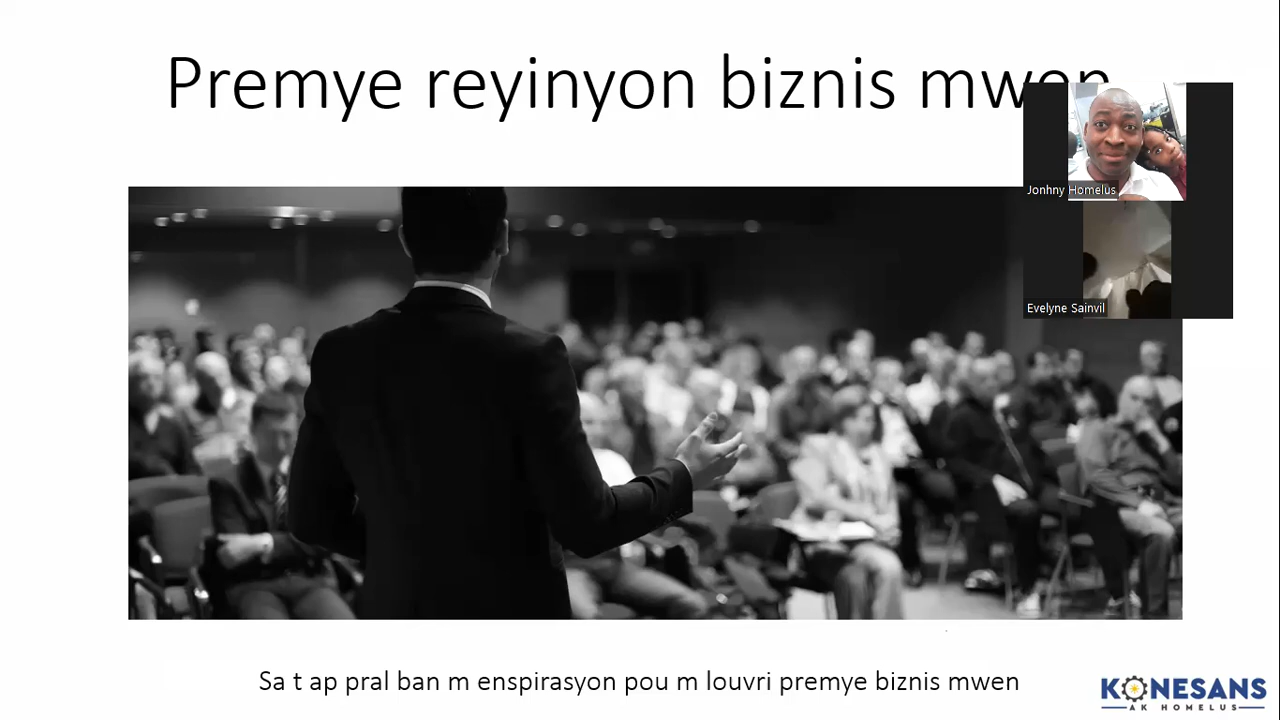 Premye reyinyon biznis mwen
Jonhny Homelus
Evelyne Sainvil
Sa t ap pral ban m enspirasyon pou m louvri premye biznis mwen
KONESANS
AK HOMELUS